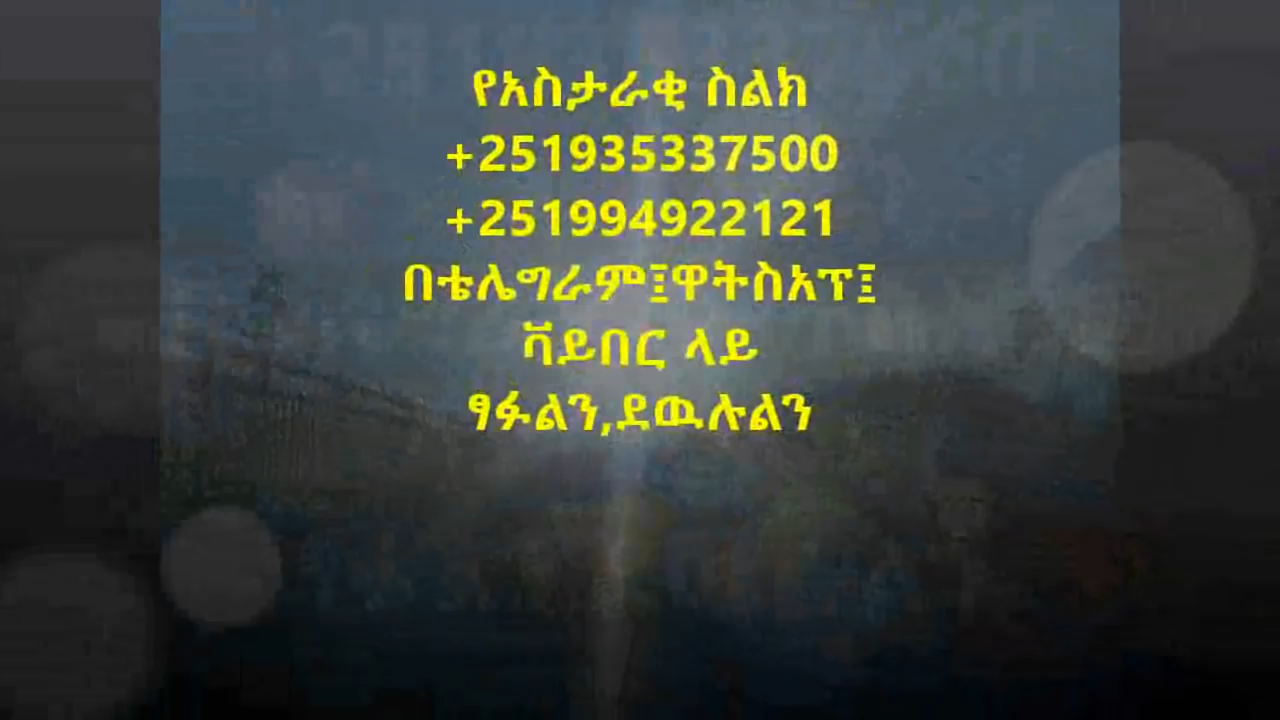 የአስታራቂ ስልክ
+251935337500
+251994922121
በቴሌግራም፤ዋትስአፕ፤
ቫይበር ላይ
ፃፉልን,ደዉሉልን